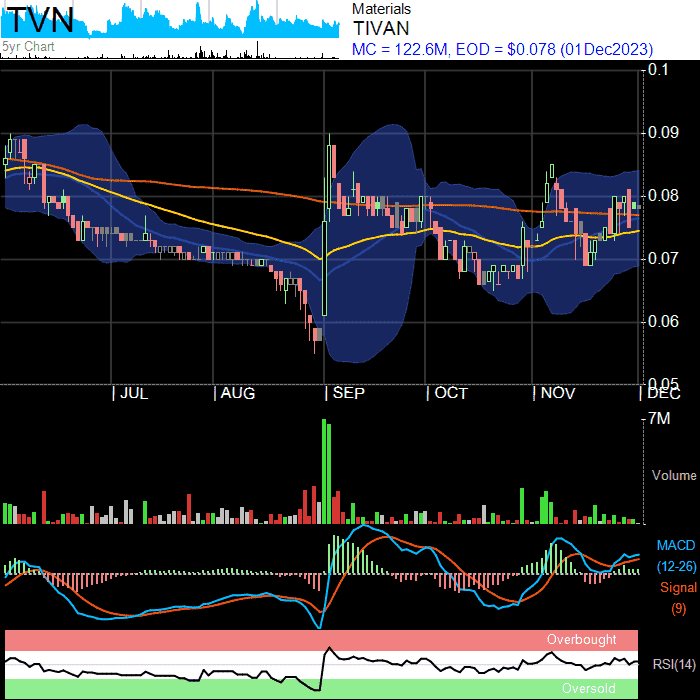 TVN
5yr Chart
Materials
TIVAN
MC = 122.6M, EOD = $0.078 (01Dec2023)
0.1
0.09
0.08
0.07
0.06
0.05
JUL AUG SEP OCT NOV DEC
7M
Volume
MACD
(12-26)
Signal
(9)
Overbought
RSI(14)
Oversold